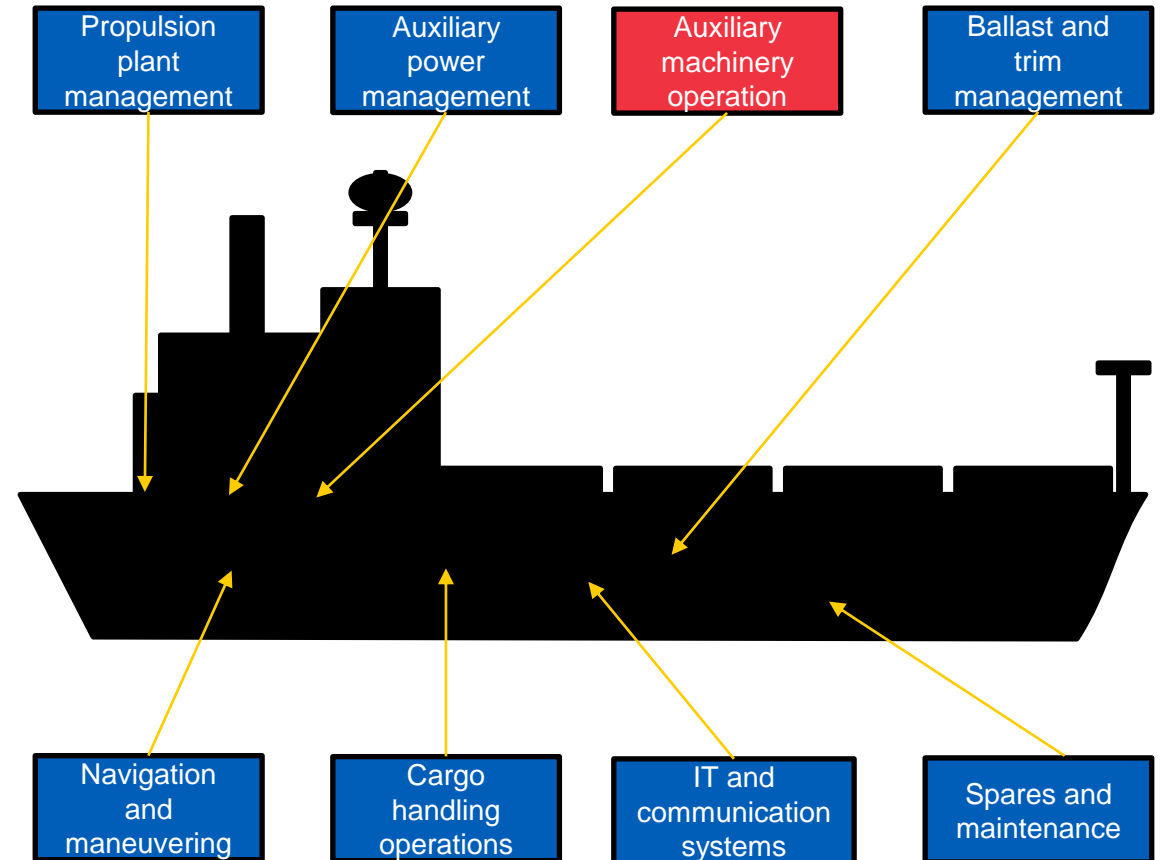 Propulsion
plant
management
Auxiliary
power
management
Auxiliary
machinery
operation
Ballast and
trim
management
Navigation
and
maneuvering
Cargo
handling
operations
IT and
communication
systems
Spares and
maintenance